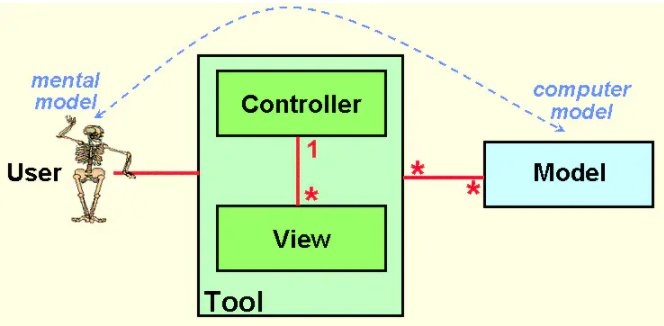 mental
model
computer
model
Controller
User
1
*
*
*
Model
View
Tool